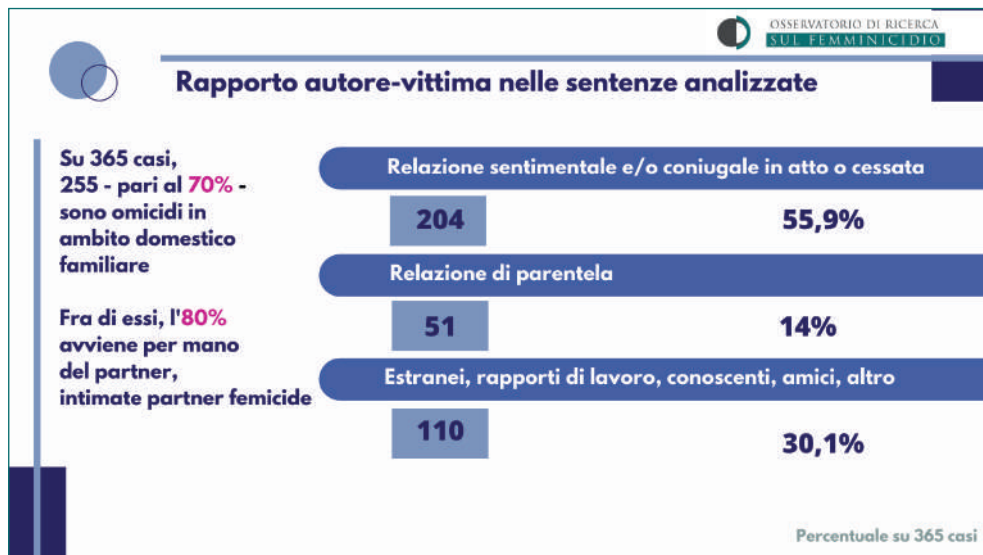 OSSERVATORIO DI RICERCA
SUL FEMMINICIDIO
Rapporto autore-vittima nelle sentenze analizzate
Su 365 casi,
255 - pari al 70% -
sono omicidi in
ambito domestico
familiare
Fra di essi, l'80%
avviene per mano
del partner,
intimate partner femicide
Relazione sentimentale e/o coniugale in atto o cessata
204 55,9%
Relazione di parentela
51 14%
Estranei, rapporti di lavoro, conoscenti, amici, altro
110 30,1%
Percentuale su 365 casi